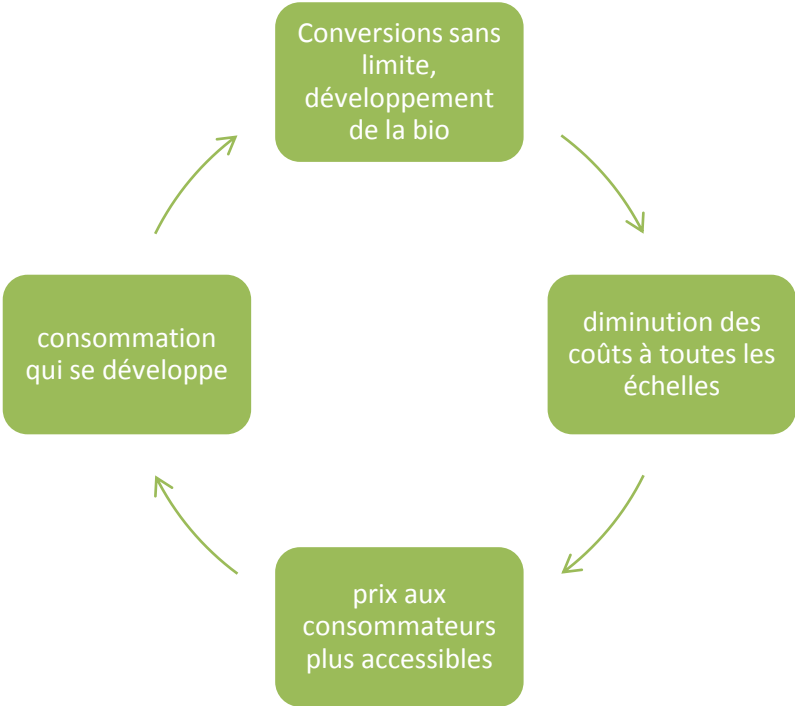 Conversions sans
limite,
développement
de la bio
diminution des
coûts à toutes les
échelles
prix aux
consommateurs
plus accessibles
consommation
qui se développe